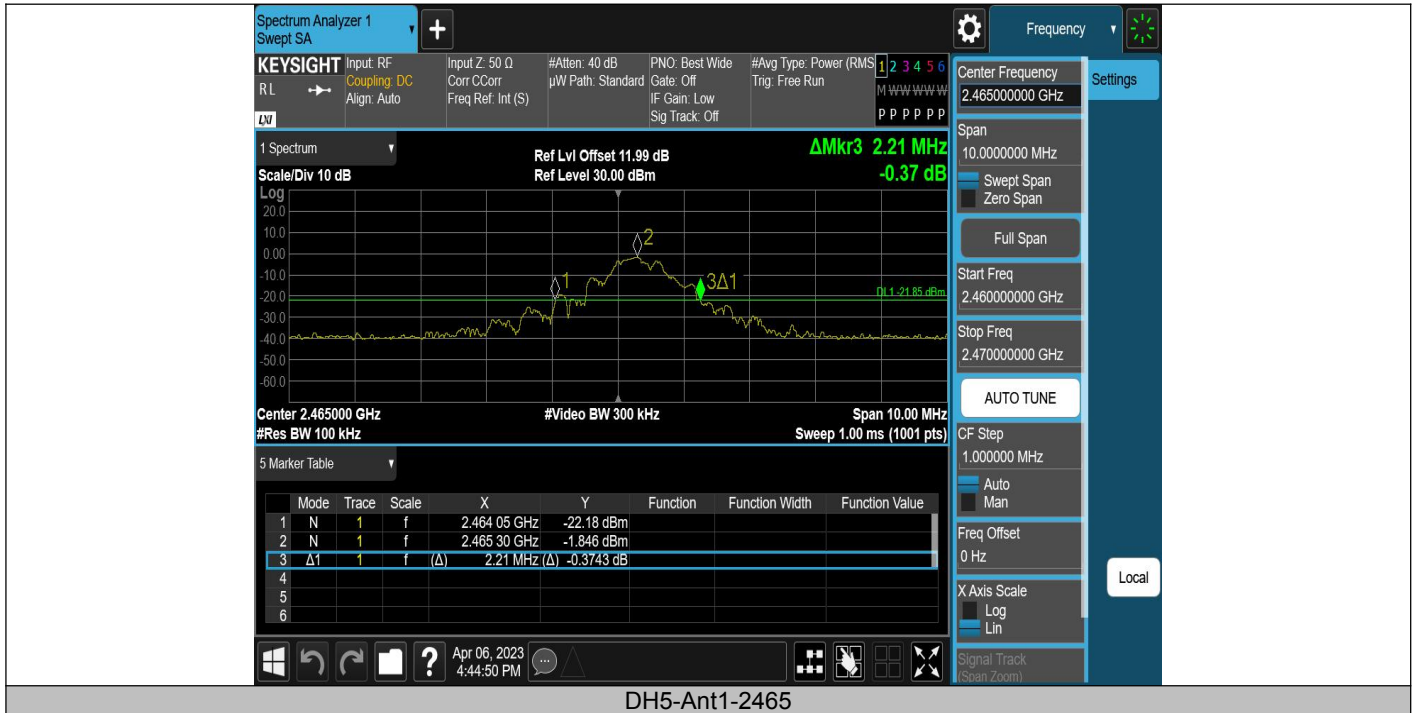 Spectrum Analyzer 1
Swept SA
+
Frequency
KEYSIGHT
RL
LXI
Input: RF
Coupling: DC
Align: Auto
Input Z: 50 Ω
Corr CCorr
Freq Ref: Int (S)
#Atten: 40 dB
µW Path: Standard
PNO: Best Wide
Gate: Off
IF Gain: Low
Sig Track: Off
#Avg Type: Power (RMS
Trig: Free Run
1 2 3 4 5 6
M W W W W W
P P P P P P
1 Spectrum
Scale/Div 10 dB
Ref Lvl Offset 11.99 dB
Ref Level 30.00 dBm
ΔMkr3 2.21 MHz
-0.37 dB
Log
20.0
10.0
0.00
-10.0
-20.0
-30.0
-40.0
-50.0
-60.0
1
2
3Δ1
DL1 -21.85 dBm
Center 2.465000 GHz
#Video BW 300 kHz
Span 10.00 MHz
#Res BW 100 kHz
Sweep 1.00 ms (1001 pts)
5 Marker Table
Mode Trace Scale X Y Function Function Width Function Value
1 N 1 f 2.464 05 GHz -22.18 dBm
2 N 1 f 2.465 30 GHz -1.846 dBm
3 Δ1 1 f (Δ) 2.21 MHz (Δ) -0.3743 dB
4
5
6
?
Apr 06, 2023
4:44:50 PM
Center Frequency
2.465000000 GHz
Settings
Span
10.0000000 MHz
Swept Span
Zero Span
Full Span
Start Freq
2.460000000 GHz
Stop Freq
2.470000000 GHz
AUTO TUNE
CF Step
1.000000 MHz
Auto
Man
Freq Offset
0 Hz
X Axis Scale
Log
Lin
Local
Signal Track
(Span Zoom)
DH5-Ant1-2465